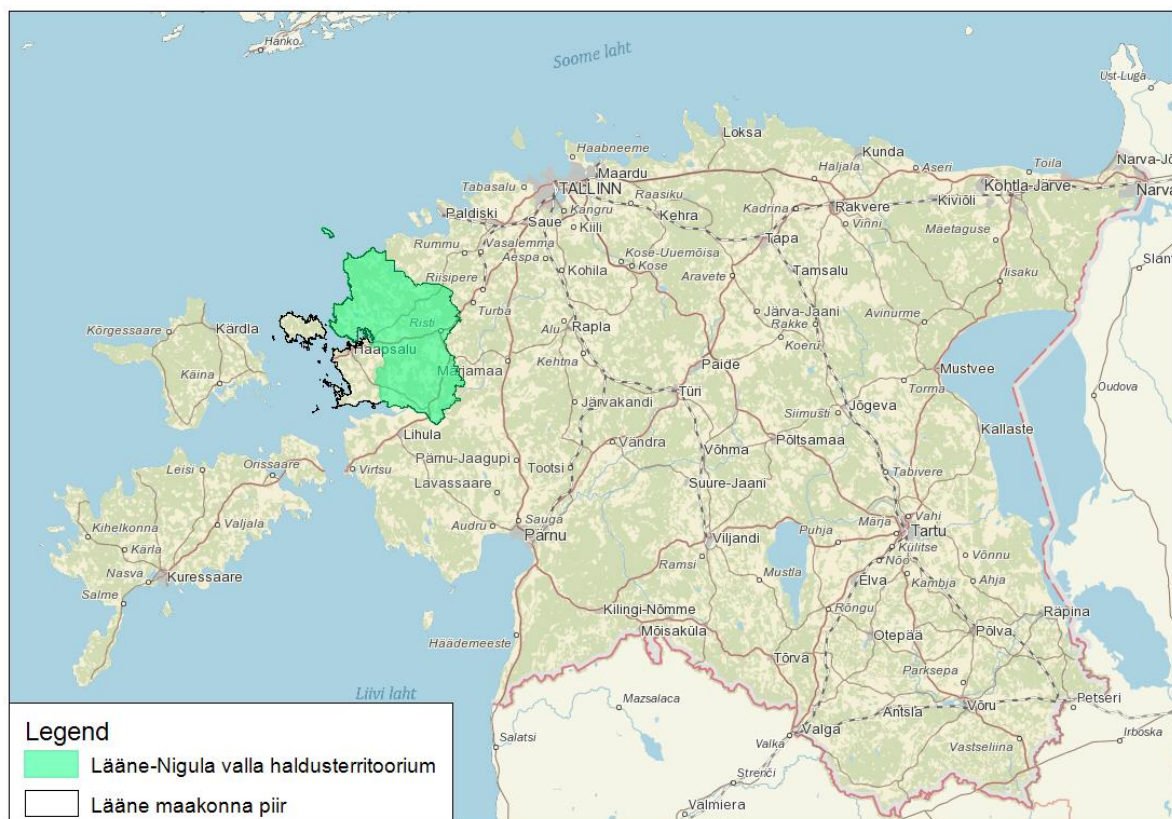 Hanko
Soome laht
Ust-Luga
Loksa
Haabneeme
Maardu
Kunda
Toila
Narva-Jõ
Tabasalu
TALLINN
Haljala
Aseri
Kohtla-Järve
Narva
Raasiku
Kadrina
Rakvere
Kiviõli
Paldiski
Saue
Kangru
Kehra
Vinni
Kiili
Mäetaguse
Rummu
Vasalemma
Tapa
Aespa
Kose-Uuemõisa
Slant
Riisipere
Kohila
Kose
Aravete
Tamsalu
Iisaku
Kärdla
Kõrgessaare
Turba
Järva-Jaani
Avinurme
Risti
Alu
Rapla
Rakke
Haapsalu
Koeru
Käina
Märjamaa
Kehtna
Paide
Mustvee
Torma
Oudova
Türi
Järvakandi
Siimusti
Jõgeva
Kallaste
Lihula
Vändra
Põltsamaa
Leisi
Orissaare
Virtsu
Pärnu-Jaagupi
Tootsi
Võhma
Tabivere
Lavassaare
Suure-Jaani
Kihelkonna
Valjala
Audru
Sauga
Puhja
Märja
Vahi
Kärla
Pärnu
Viljandi
Tartu
Külitse
Nõo
Võnnu
Nasva
Kuressaare
Ramsi
Mustla
Elva
Kambja
Ahja
Salme
Kilingi-Nõmme
Rõngu
Räpina
Häädemeeste
Mõisaküla
Otepää
Põlva
Tõrva
Parksepa
Liivi laht
Mazsalaca
Petseri
Antsla
Võru
Salatsi
Valka
Valga
Vastseliina
Irboska
Strenči
Valmiera
Legend
Lääne-Nigula valla haldusterritoorium
Lääne maakonna piir